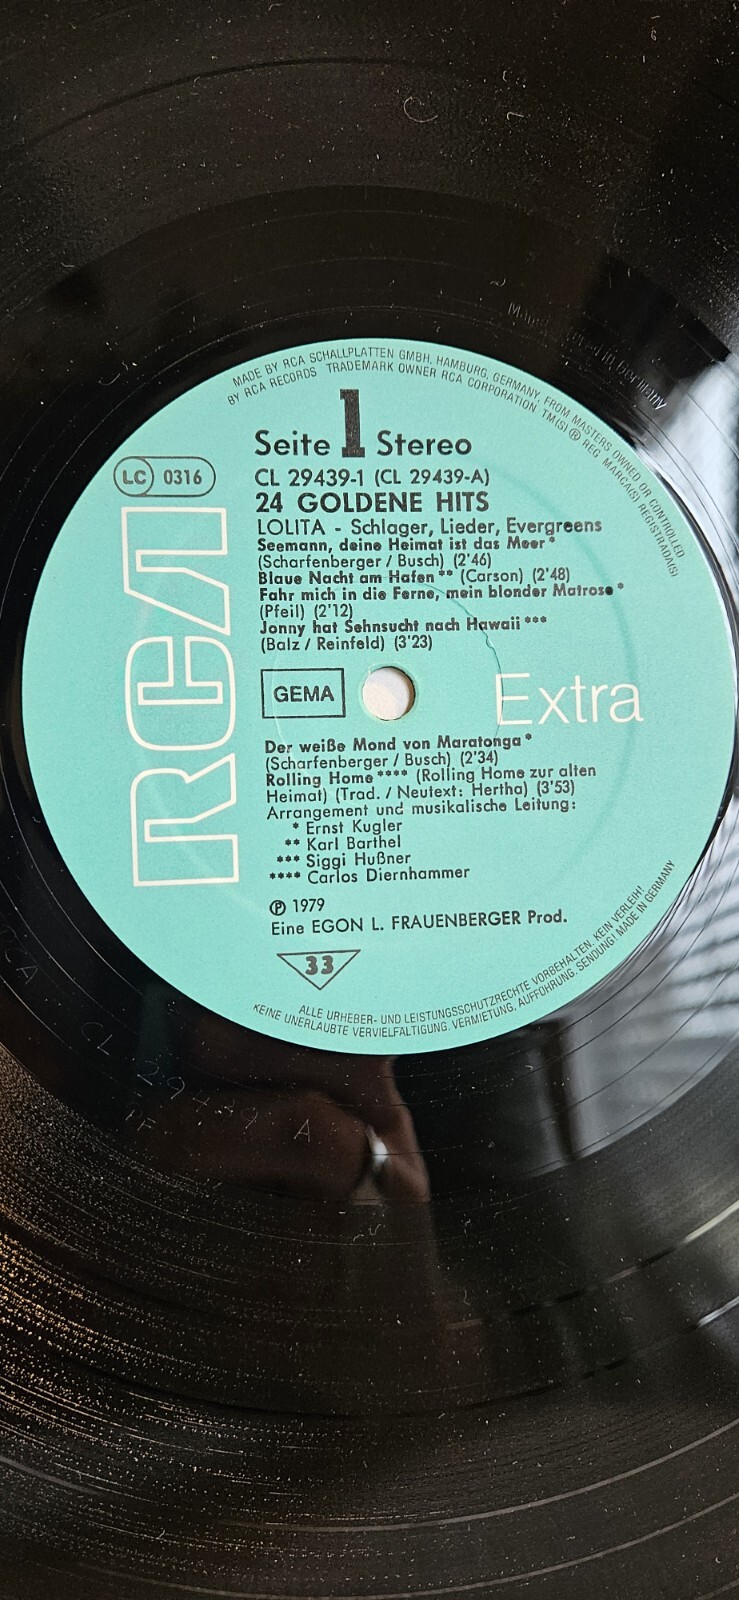 MADE BY RCA SCHALLPLATTEN GMBH, HAMBURG, GERMANY, FROM MASTERS OWNED OR CONTROLLED
BY RCA RECORDS TRADEMARK OWNER RCA CORPORATION TM(S) ® REG. MARCA(S) REGISTRADA(S)
Seite 1 Stereo
LC 0316
CL 29439-1 (CL 29439-A)
24 GOLDENE HITS
LOLITA - Schlager, Lieder, Evergreens
Seemann, deine Heimat ist das Meer *
(Scharfenberger / Busch) (2'46)
Blaue Nacht am Hafen ** (Carson) (2'48)
Fahr mich in die Ferne, mein blonder Matrose *
(Pfeil) (2'12)
Jonny hat Sehnsucht nach Hawaii ***
(Balz / Reinfeld) (3'23)
RCA
GEMA
Extra
Der weiße Mond von Maratonga *
(Scharfenberger / Busch) (2'34)
Rolling Home **** (Rolling Home zur alten
Heimat) (Trad. / Neutext: Hertha) (3'53)
Arrangement und musikalische Leitung:
* Ernst Kugler
** Karl Barthel
*** Siggi Hußner
**** Carlos Diernhammer
℗ 1979
Eine EGON L. FRAUENBERGER Prod.
33
ALLE URHEBER- UND LEISTUNGSSCHUTZRECHTE VORBEHALTEN. KEIN VERLEIH!
KEINE UNERLAUBTE VERVIELFÄLTIGUNG, VERMIETUNG, AUFFÜHRUNG, SENDUNG! MADE IN GERMANY
CL 29439 A